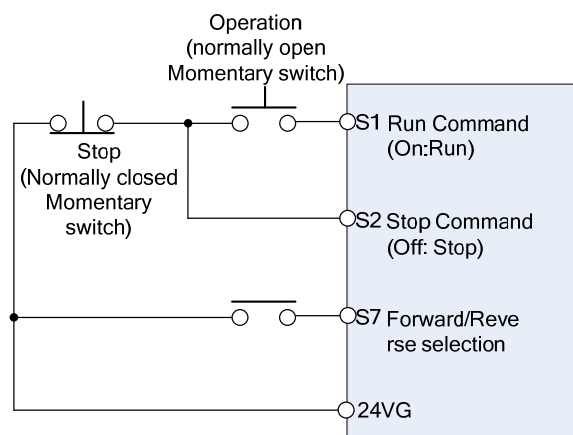 Operation
(normally open
Momentary switch)
Stop
(Normally closed
Momentary
switch)
S1 Run Command
(On:Run)
S2 Stop Command
(Off: Stop)
S7 Forward/Reve
rse selection
24VG